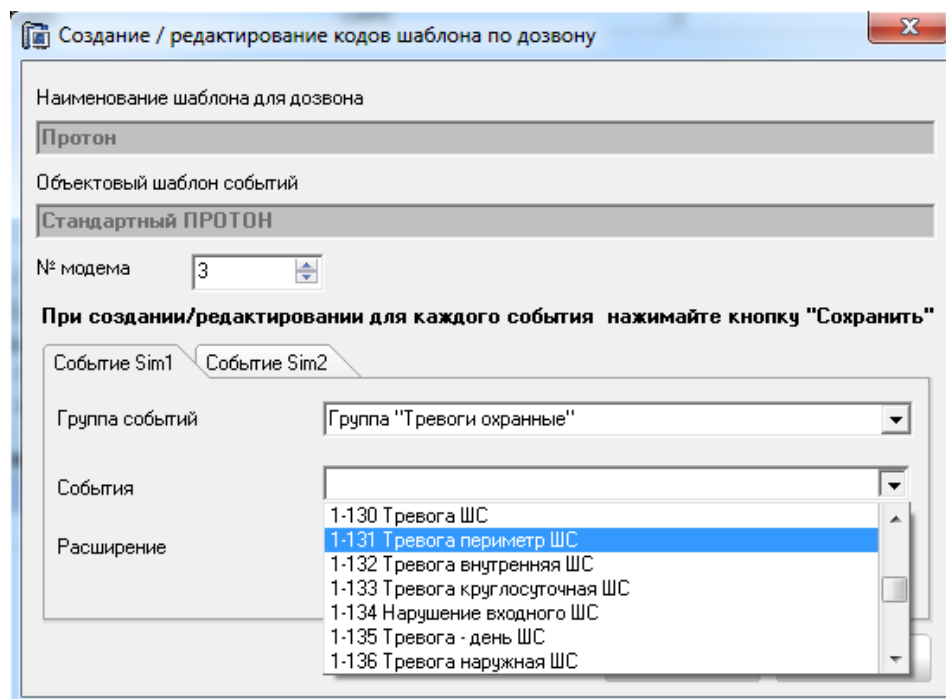 Создание / редактирование кодов шаблона по дозвону
Наименование шаблона для дозвона
Протон
Объектовый шаблон событий
Стандартный ПРОТОН
№ модема 3
При создании/редактировании для каждого события нажимайте кнопку "Сохранить"
Событие Sim1 Событие Sim2
Группа событий Группа "Тревоги охранные"
События
1-130 Тревога ШС
Расширение 1-131 Тревога периметр ШС
1-132 Тревога внутренняя ШС
1-133 Тревога круглосуточная ШС
1-134 Нарушение входного ШС
1-135 Тревога - день ШС
1-136 Тревога наружная ШС